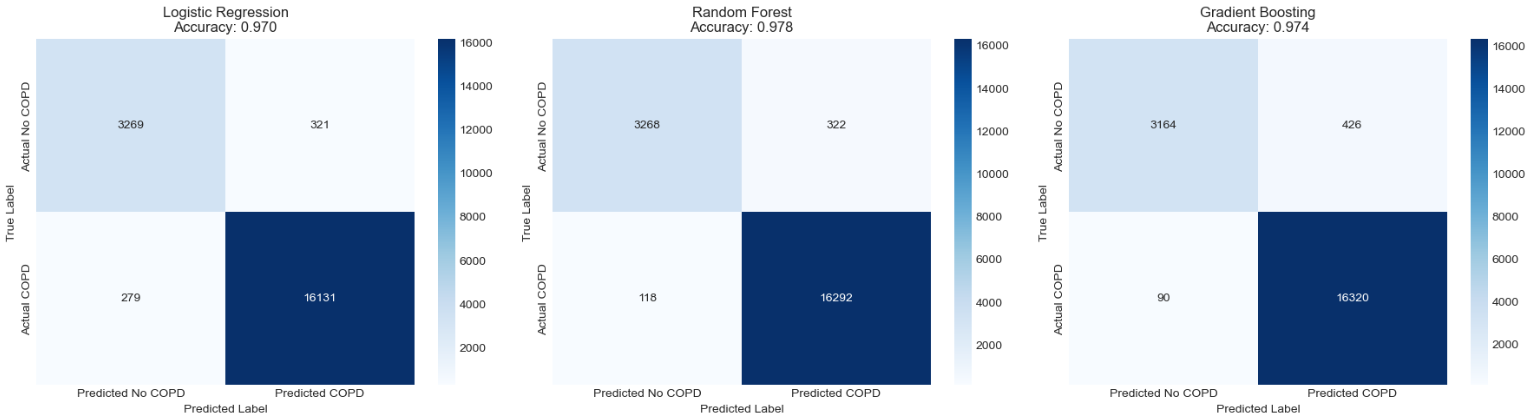 Logistic Regression
Accuracy: 0.970
Actual No COPD
Actual COPD
True Label
3269 321
279 16131
Predicted No COPD Predicted COPD
Predicted Label
16000
14000
12000
10000
8000
6000
4000
2000
Random Forest
Accuracy: 0.978
Actual No COPD
Actual COPD
True Label
3268 322
118 16292
Predicted No COPD Predicted COPD
Predicted Label
16000
14000
12000
10000
8000
6000
4000
2000
Gradient Boosting
Accuracy: 0.974
Actual No COPD
Actual COPD
True Label
3164 426
90 16320
Predicted No COPD Predicted COPD
Predicted Label
16000
14000
12000
10000
8000
6000
4000
2000